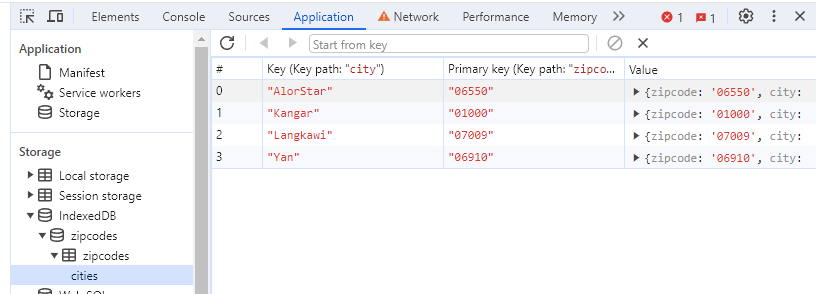 Elements Console Sources Application Network Performance Memory 1 1
Application
Manifest
Service workers
Storage
Storage
Local storage
Session storage
IndexedDB
zipcodes
zipcodes
cities
Start from key
# Key (Key path: "city") Primary key (Key path: "zipco... Value
0 "AlorStar" "06550" {zipcode: '06550', city:
1 "Kangar" "01000" {zipcode: '01000', city:
2 "Langkawi" "07009" {zipcode: '07009', city:
3 "Yan" "06910" {zipcode: '06910', city: